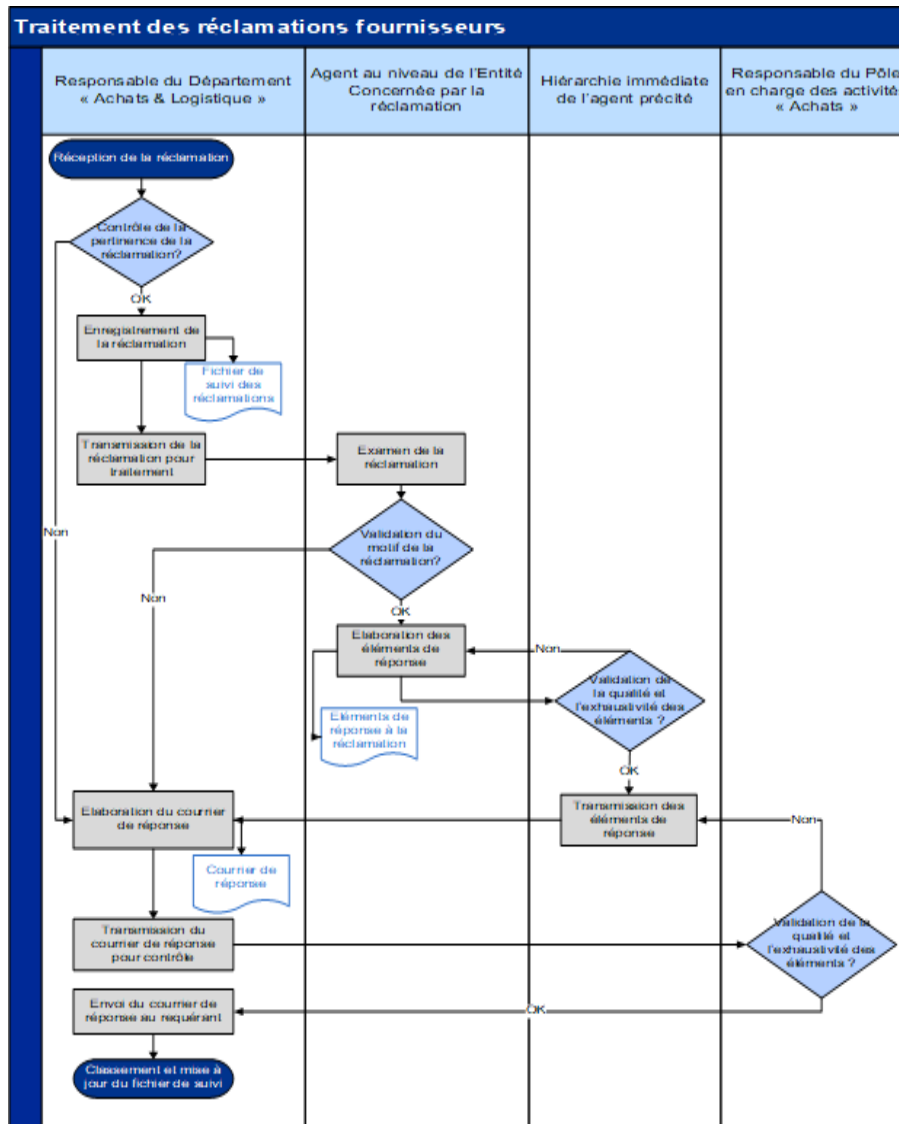 Traitement des réclamations fournisseurs
Responsable du Département
« Achats & Logistique »
Agent au niveau de l'Entité
Concernée par la
réclamation
Hiérarchie immédiate
de l'agent précité
Responsable du Pôle
en charge des activité
« Achats »
Réception de la réclamation
Contrôle de la
pertinence de la
réclamation?
OK
Enregistrement de
la réclamation
Fichier de
suivi des
réclamations
Transmission de la
réclamation pour
traitement
Examen de la
réclamation
Non
Validation du
motif de la
réclamation?
Non
OK
Elaboration des
éléments de
réponse
Non
Validation de
la qualité et
l'exhaustivité des
éléments ?
Eléments de
réponse à la
réclamation
OK
Elaboration du courrier
de réponse
Transmission des
éléments de
réponse
Non
Courrier de
réponse
Transmission du
courrier de réponse
pour contrôle
Validation de la
qualité et
l'exhaustivité des
éléments ?
Envoi du courrier de
réponse au requérant
OK
Classement et mise à
jour du fichier de suivi